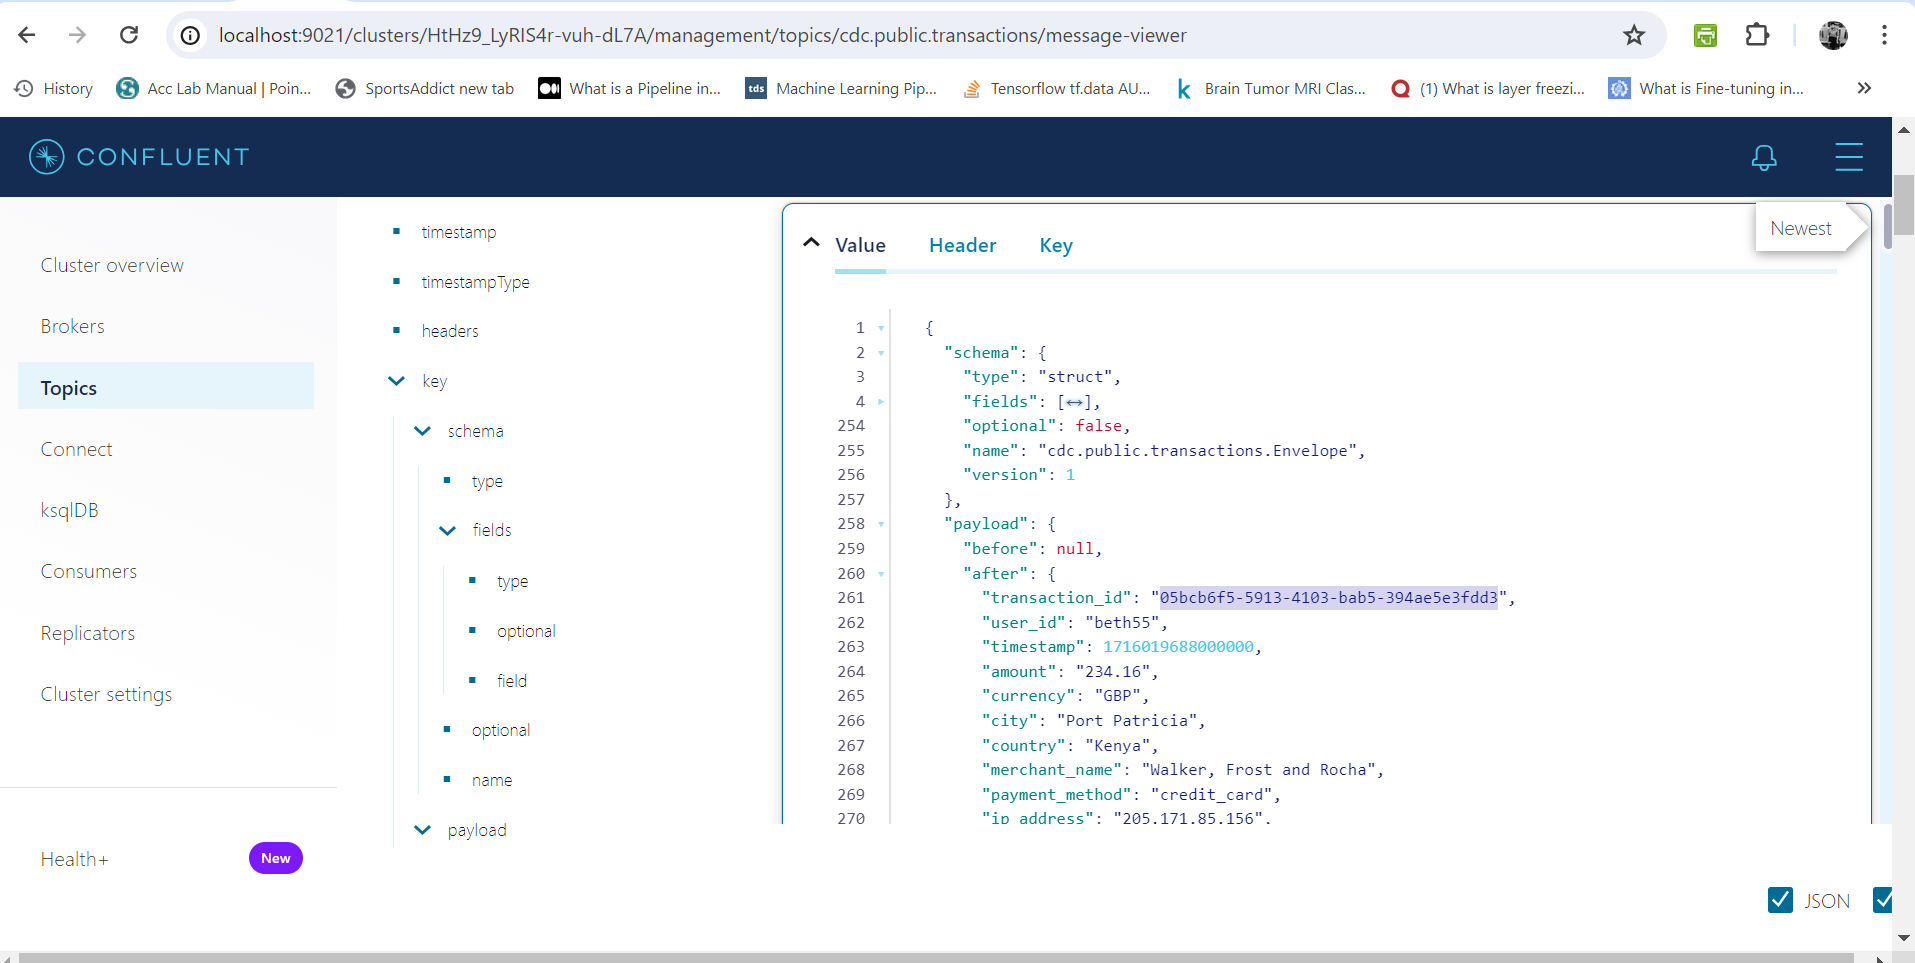 localhost:9021/clusters/HtHz9_LyRIS4r-vuh-dL7A/management/topics/cdc.public.transactions/message-viewer
History
Acc Lab Manual | Poin...
SportsAddict new tab
What is a Pipeline in...
tds
Machine Learning Pip...
Tensorflow tf.data AU...
k
Brain Tumor MRI Clas...
(1) What is layer freezi...
What is Fine-tuning in...
CONFLUENT
Cluster overview
Brokers
Topics
Connect
ksqlDB
Consumers
Replicators
Cluster settings
Health+
New
timestamp
timestampType
headers
key
schema
type
fields
type
optional
field
optional
name
payload
Value Header Key
Newest
1 {
2 "schema": {
3 "type": "struct",
4 "fields": [↔],
254 "optional": false,
255 "name": "cdc.public.transactions.Envelope",
256 "version": 1
257 },
258 "payload": {
259 "before": null,
260 "after": {
261 "transaction_id": "05bcb6f5-5913-4103-bab5-394ae5e3fdd3",
262 "user_id": "beth55",
263 "timestamp": 1716019688000000,
264 "amount": "234.16",
265 "currency": "GBP",
266 "city": "Port Patricia",
267 "country": "Kenya",
268 "merchant_name": "Walker, Frost and Rocha",
269 "payment_method": "credit_card",
270 "ip_address": "205.171.85.156",
JSON